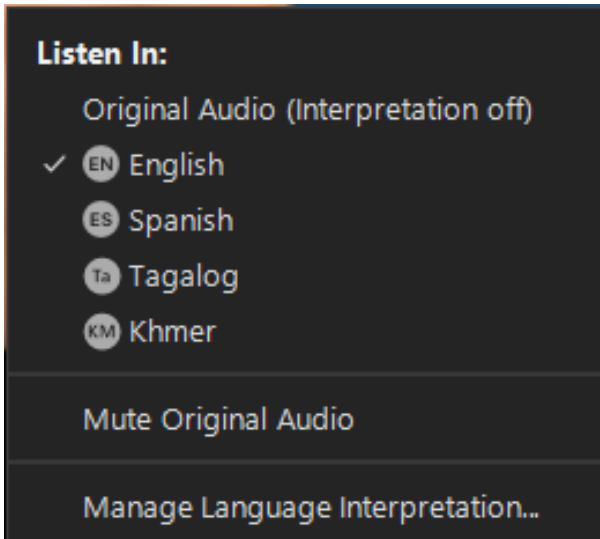 Listen In:
Original Audio (Interpretation off)
EN English
ES Spanish
Ta Tagalog
KM Khmer
Mute Original Audio
Manage Language Interpretation...